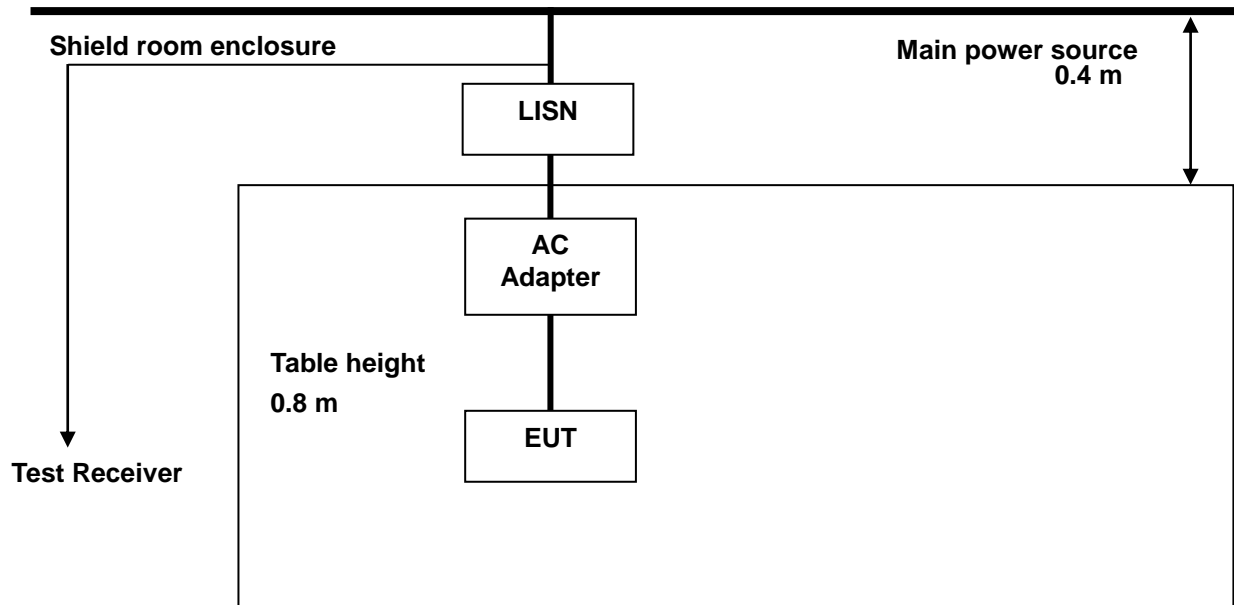 Shield room enclosure
Main power source
0.4 m
LISN
AC
Adapter
Table height
0.8 m
EUT
Test Receiver